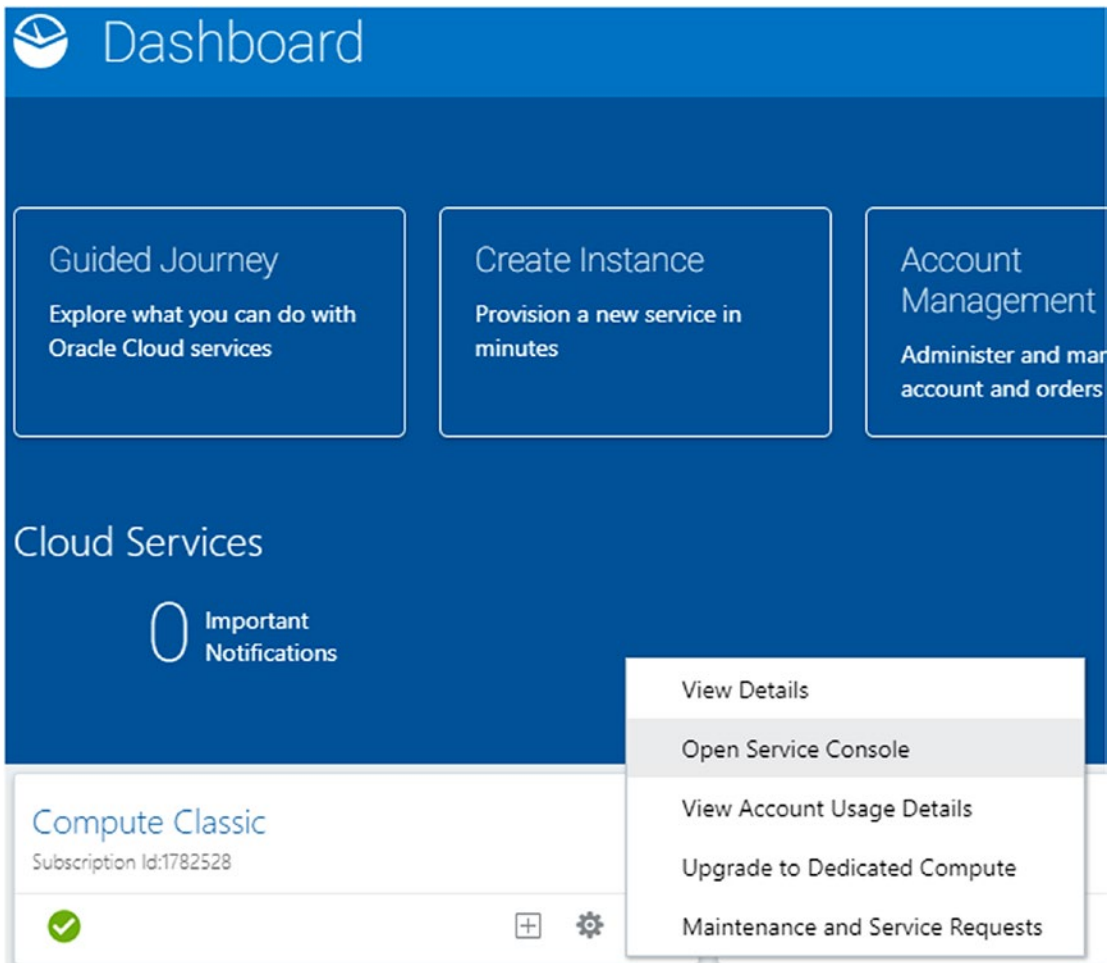 Dashboard
Guided Journey
Explore what you can do with
Oracle Cloud services
Create Instance
Provision a new service in
minutes
Account
Management
Administer and
account and orders
Cloud Services
0
Important
Notifications
View Details
Open Service Console
View Account Usage Details
Upgrade to Dedicated Compute
Maintenance and Service Requests
Compute Classic
Subscription Id:1782528